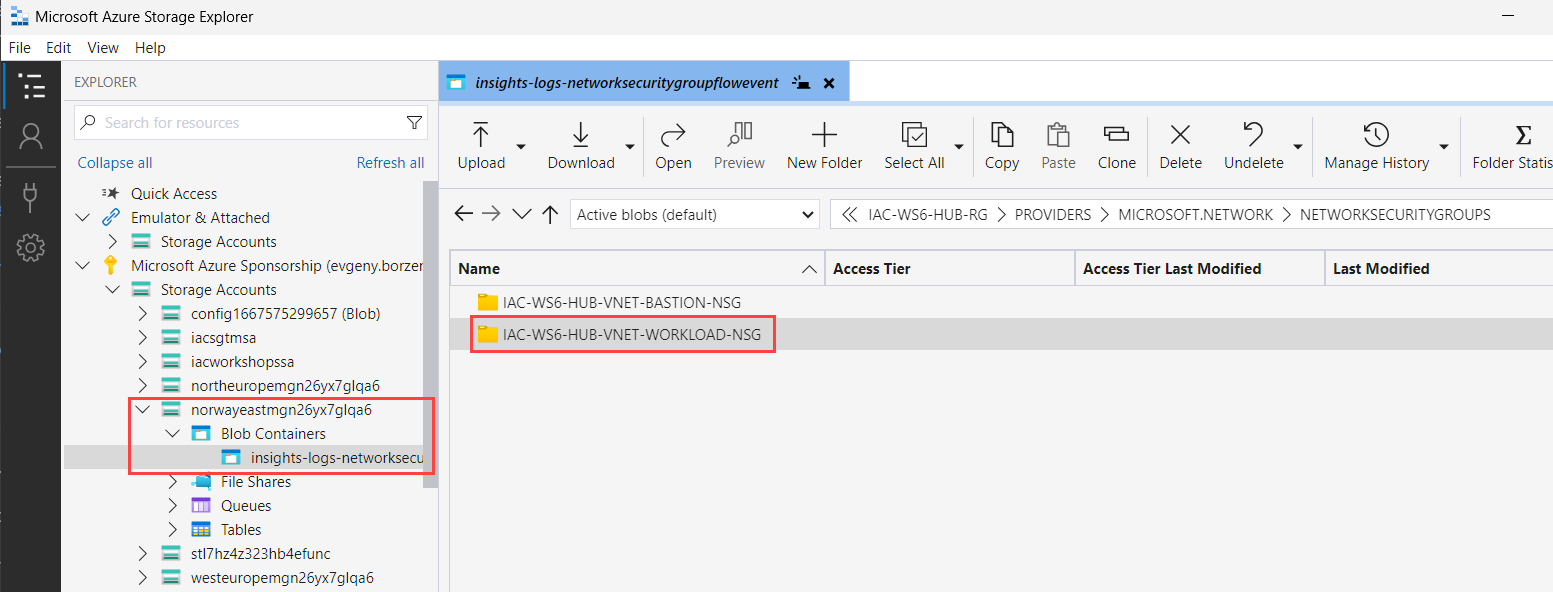 Microsoft Azure Storage Explorer
File Edit View Help
EXPLORER
Search for resources
Collapse all Refresh all
Quick Access
Emulator & Attached
Storage Accounts
Microsoft Azure Sponsorship (evgeny.borzer
Storage Accounts
config1667575299657 (Blob)
iacsgtmsa
iacworkshopssa
northeuropemgn26yx7glqa6
norwayeastmgn26yx7glqa6
Blob Containers
insights-logs-networksecu
File Shares
Queues
Tables
stl7hz4z323hb4efunc
westeuropemgn26yx7glqa6
insights-logs-networksecuritygroupflowevent
Upload Download Open Preview New Folder Select All Copy Paste Clone Delete Undelete Manage History Folder Statis
Active blobs (default) IAC-WS6-HUB-RG PROVIDERS MICROSOFT.NETWORK NETWORKSECURITYGROUPS
Name Access Tier Access Tier Last Modified Last Modified
IAC-WS6-HUB-VNET-BASTION-NSG
IAC-WS6-HUB-VNET-WORKLOAD-NSG